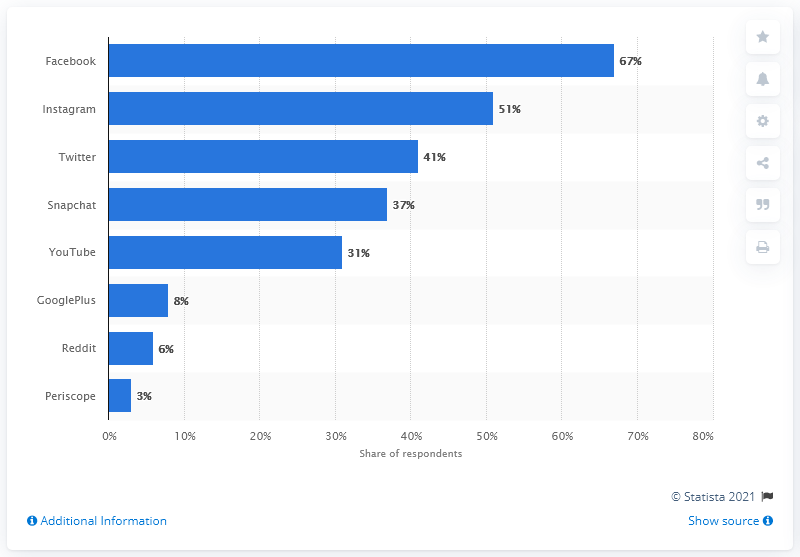 Facebook 67%
Instagram 51%
Twitter 41%
Snapchat 37%
YouTube 31%
GooglePlus 8%
Reddit 6%
Periscope 3%
0% 10% 20% 30% 40% 50% 60% 70% 80%
Share of respondents
© Statista 2021
Additional Information Show source